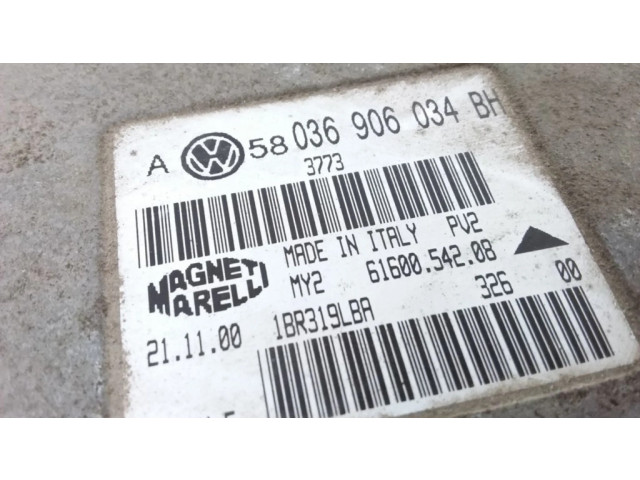 A VW 58 036 906 034 BH
3773
MADE IN ITALY PV2
MAGNETI MARELLI
MY2 61600.542.08
21.11.00 1BR319LBA 326 00